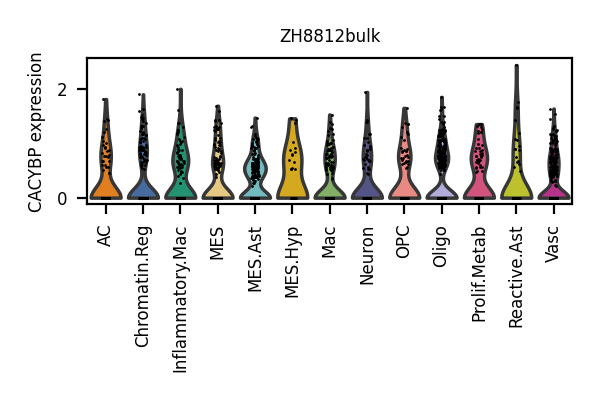 ZH8812bulk
CACYBP expression
2
0
AC
Chromatin.Reg
Inflammatory.Mac
MES
MES.Ast
MES.Hyp
Mac
Neuron
OPC
Oligo
Prolif.Metab
Reactive.Ast
Vasc